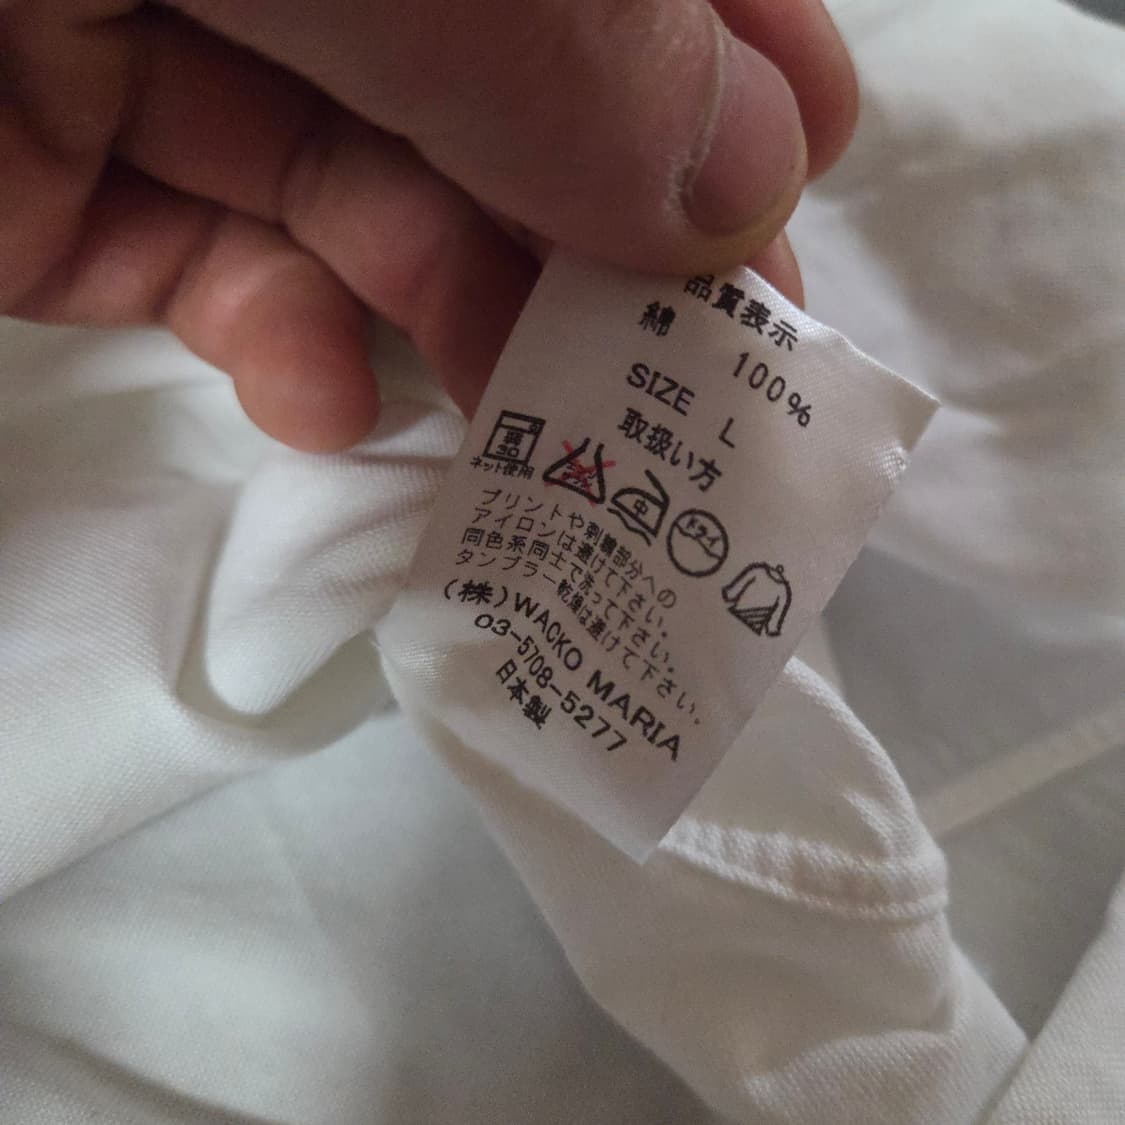 品質表示
綿 100%
SIZE L
取扱い方
弱
30
ネット使用
中
ドライ
プリントや刺繍部分への
アイロンは避けて下さい。
同色系同士で洗って下さい。
タンブラー乾燥は避けて下さい。
(株)WACKO MARIA
03-5708-5277
日本製